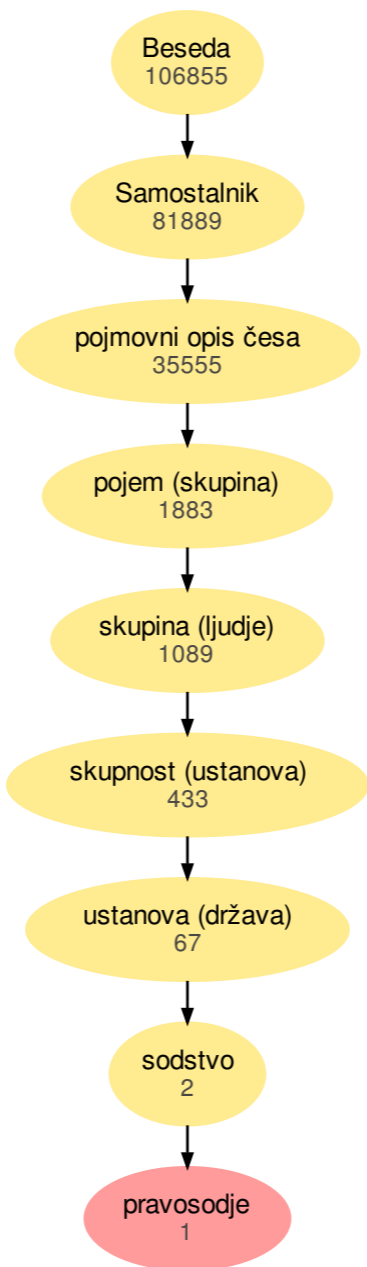 Beseda
106855
Samostalnik
81889
pojmovni opis česa
35555
pojem (skupina)
1883
skupina (ljudje)
1089
skupnost (ustanova)
433
ustanova (država)
67
sodstvo
2
pravosodje
1